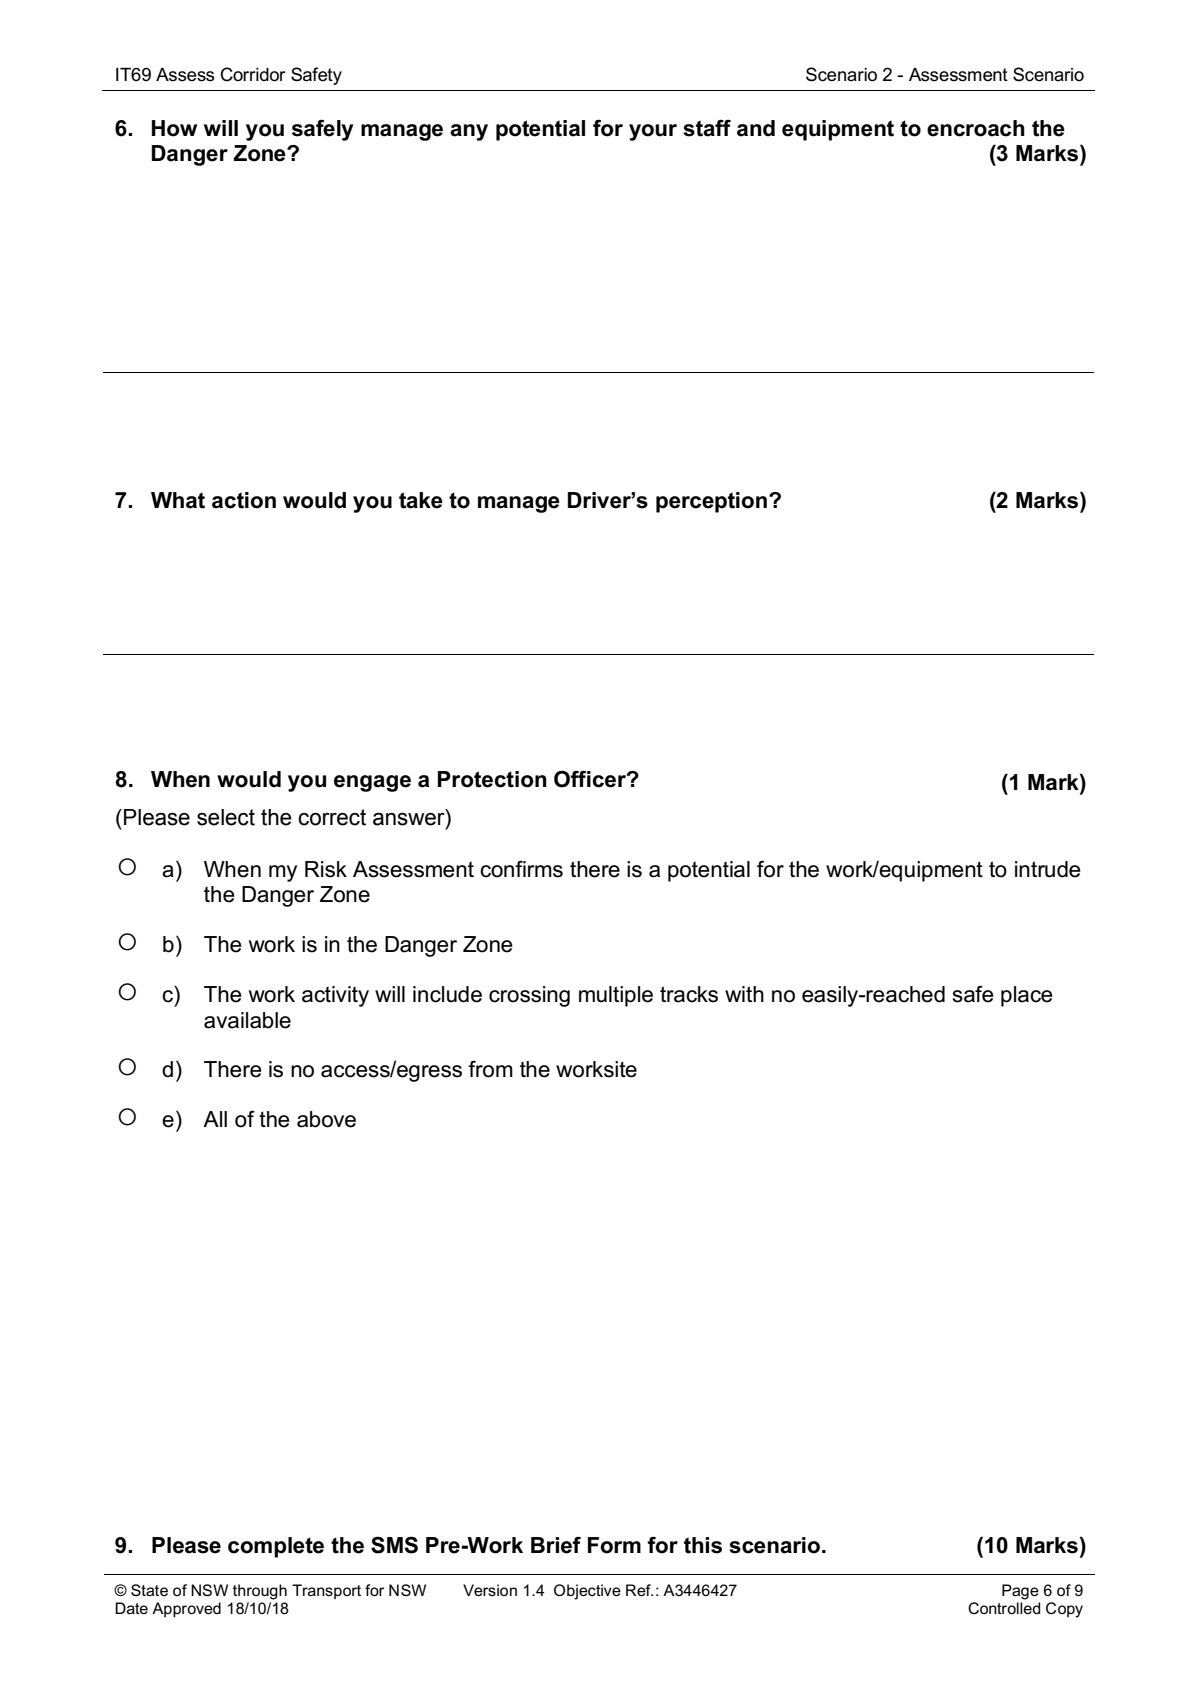 IT69 Assess Corridor Safety Scenario 2 - Assessment Scenario
6. How will you safely manage any potential for your staff and equipment to encroach the
Danger Zone? (3 Marks)
7. What action would you take to manage Driver’s perception? (2 Marks)
8. When would you engage a Protection Officer? (1 Mark)
(Please select the correct answer)
a) When my Risk Assessment confirms there is a potential for the work/equipment to intrude
the Danger Zone
b) The work is in the Danger Zone
c) The work activity will include crossing multiple tracks with no easily-reached safe place
available
d) There is no access/egress from the worksite
e) All of the above
9. Please complete the SMS Pre-Work Brief Form for this scenario. (10 Marks)
© State of NSW through Transport for NSW Version 1.4 Objective Ref.: A3446427 Page 6 of 9
Date Approved 18/10/18 Controlled Copy